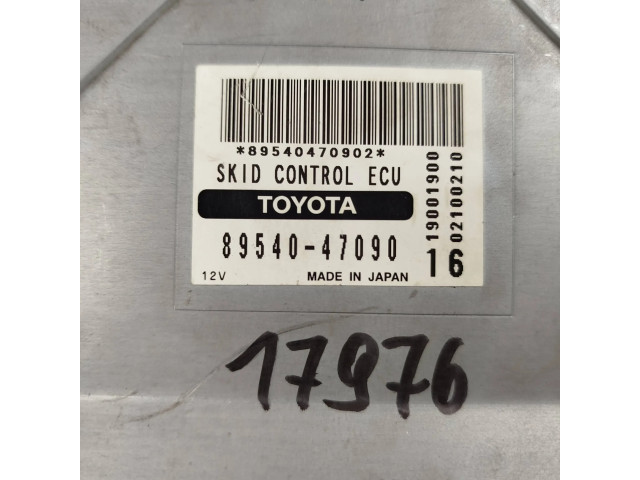 *89540470902*
SKID CONTROL ECU
TOYOTA
89540-47090
12V MADE IN JAPAN
19001900
02100210
16
17976